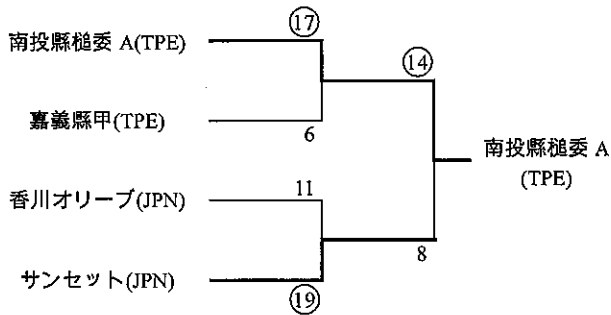 ⑰
南投縣槌委 A(TPE)
⑭
嘉義縣甲(TPE)
6
南投縣槌委 A
(TPE)
11
香川オリーブ(JPN)
8
サンセット(JPN)
⑲